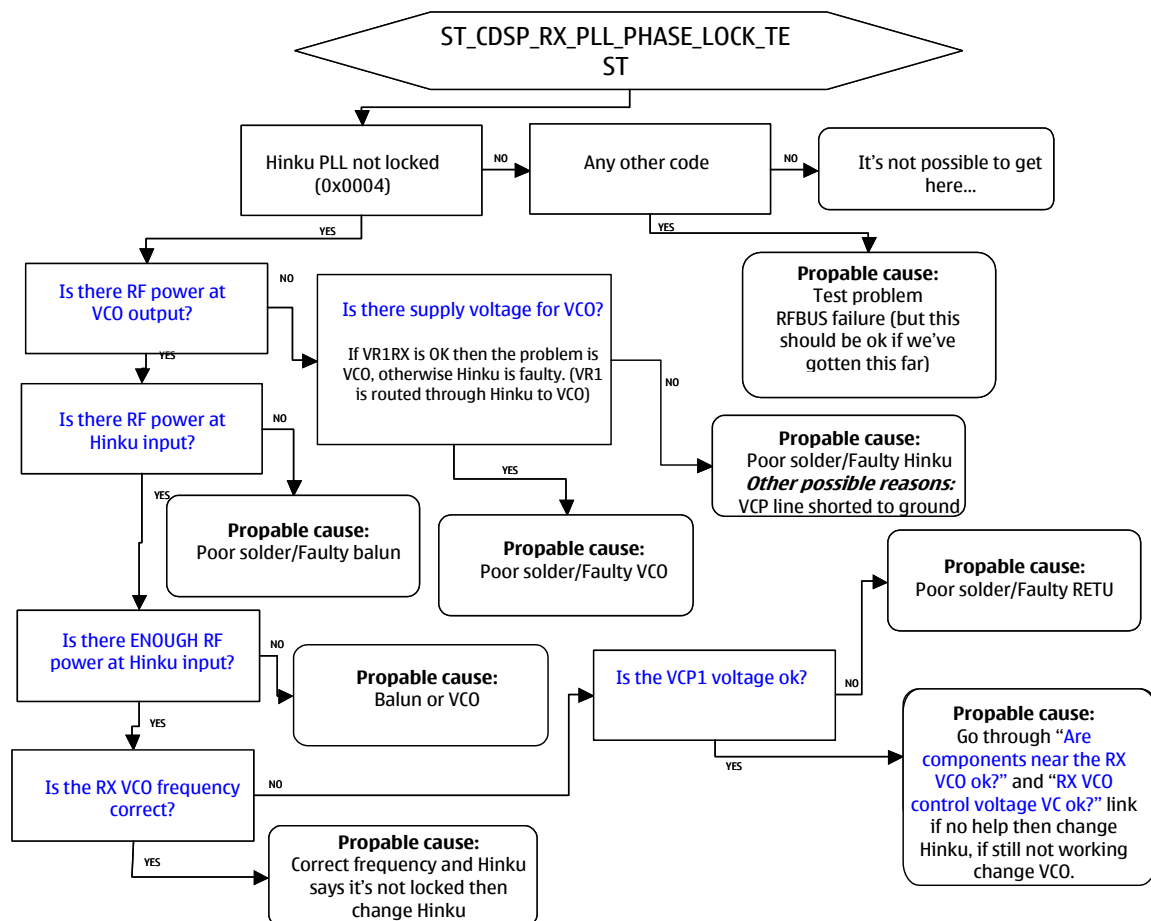 ST_CDSP_RX_PLL_PHASE_LOCK_TE
ST
Hinku PLL not locked
(0x0004)
NO
Any other code
NO
It's not possible to get
here...
YES
YES
Is there RF power at
VCO output?
NO
Is there supply voltage for VCO?
If VR1RX is OK then the problem is
VCO, otherwise Hinku is faulty. (VR1
is routed through Hinku to VCO)
Propable cause:
Test problem
RFBUS failure (but this
should be ok if we've
gotten this far)
YES
NO
Is there RF power at
Hinku input?
NO
Propable cause:
Poor solder/Faulty Hinku
Other possible reasons:
VCP line shorted to ground
YES
YES
Propable cause:
Poor solder/Faulty balun
Propable cause:
Poor solder/Faulty VCO
Propable cause:
Poor solder/Faulty RETU
Is there ENOUGH RF
power at Hinku input?
NO
Propable cause:
Balun or VCO
Is the VCP1 voltage ok?
NO
YES
YES
Propable cause:
Go through “Are
components near the RX
VCO ok?” and “RX VCO
control voltage VC ok?” link
if no help then change
Hinku, if still not working
change VCO.
Is the RX VCO frequency
correct?
NO
YES
Propable cause:
Correct frequency and Hinku
says it's not locked then
change Hinku